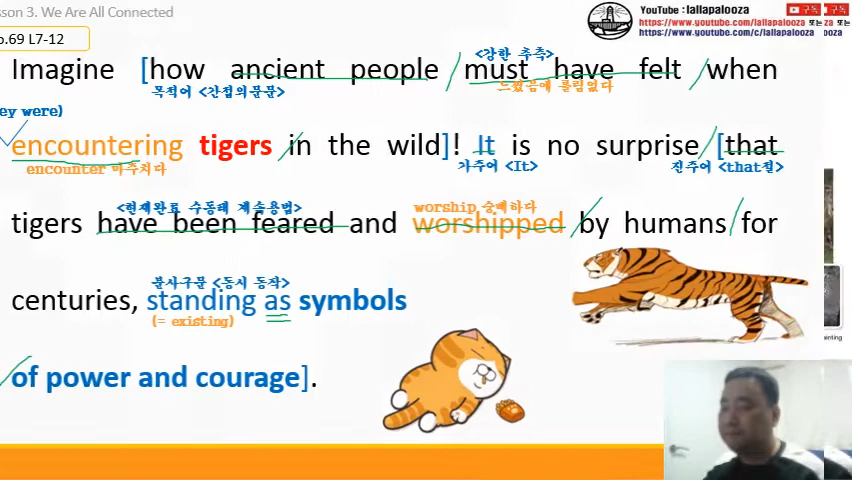 sson 3. We Are All Connected
YouTube : lallapalooza 구독
https://www.youtube.com/lallapalooza 또는
https://www.youtube.com/c/lallapalooza
p.69 L7-12
<강한 추측>
Imagine [how ancient people / must have felt / when
목적어 <간접의문문>
느꼈음에 틀림없다
ey were)
encountering tigers / in the wild]! It is no surprise / [that
encounter 마주치다
가주어 <It>
진주어 <that절>
<현재완료 수동태 계속용법>
worship 숭배하다
tigers have been feared and worshipped / by humans / for
분사구문 <동시 동작>
centuries, standing as symbols
(= existing)
/ of power and courage].